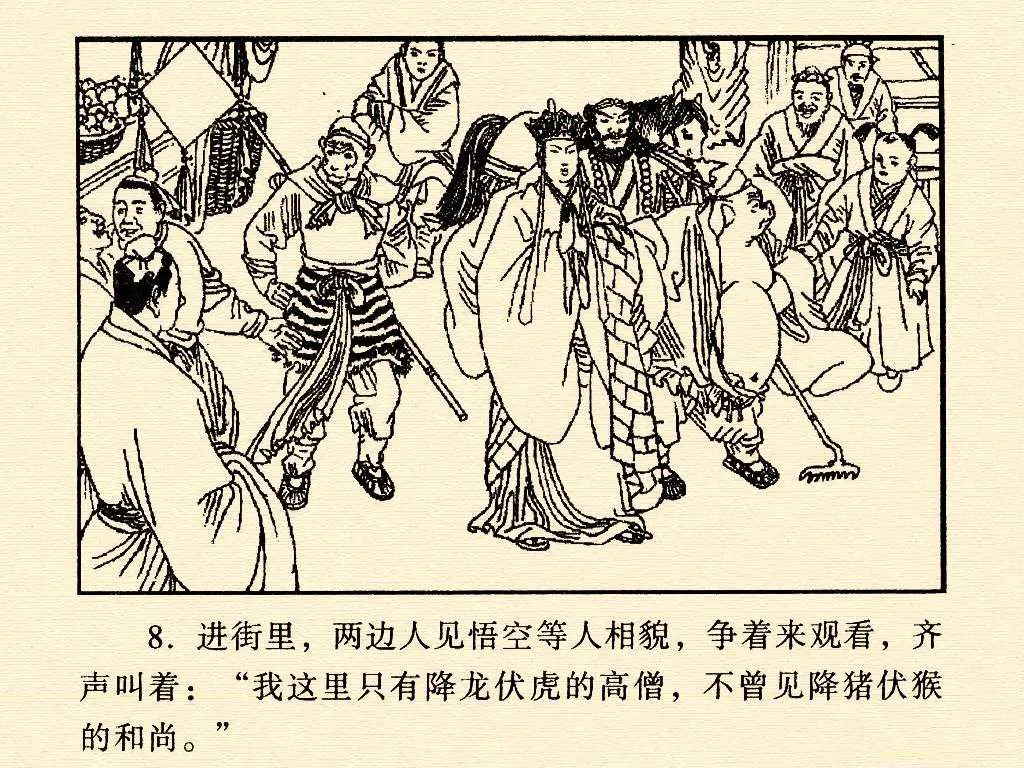 8. 进街里，两边人见悟空等人相貌，争着来观看，齐
声叫着：“我这里只有降龙伏虎的高僧，不曾见降猪伏猴
的和尚。”